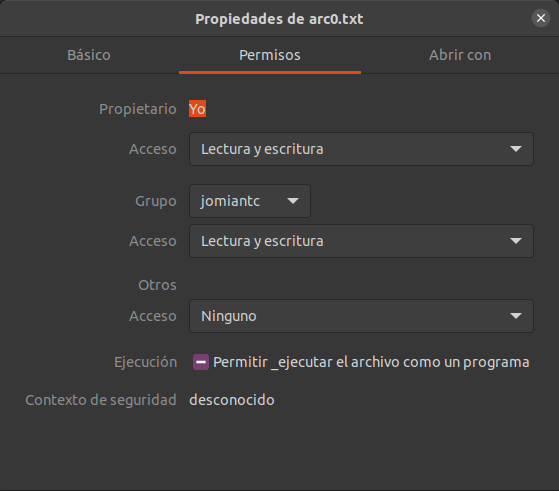 Propiedades de arc0.txt
Básico Permisos Abrir con
Propietario Yo
Acceso Lectura y escritura
Grupo jomiantc
Acceso Lectura y escritura
Otros
Acceso Ninguno
Ejecución Permitir _ejecutar el archivo como un programa
Contexto de seguridad desconocido